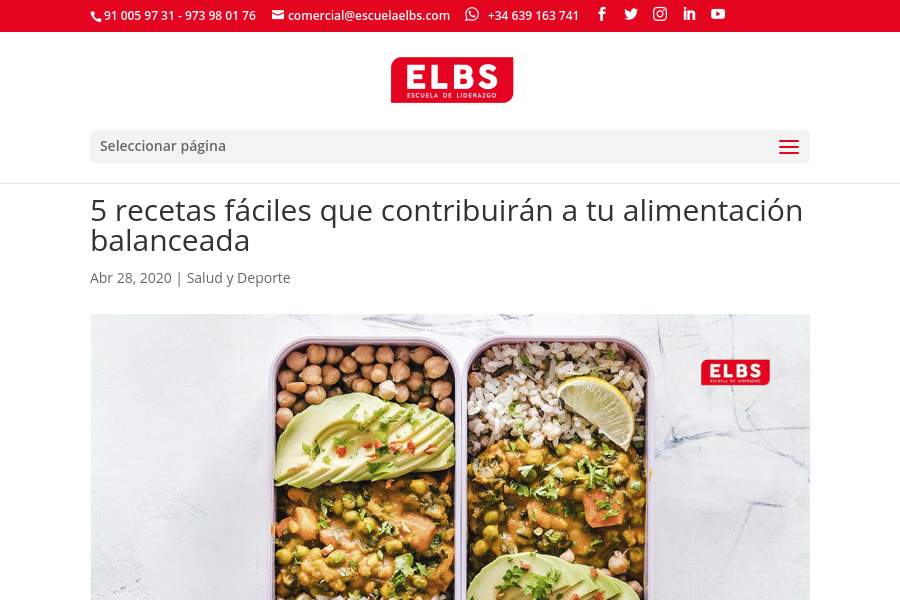 91 005 97 31 - 973 98 01 76 comercial@escuelaelbs.com +34 639 163 741
ELBS
ESCUELA DE LIDERAZGO
Seleccionar página
5 recetas fáciles que contribuirán a tu alimentación
balanceada
Abr 28, 2020 | Salud y Deporte
ELBS
ESCUELA DE LIDERAZGO